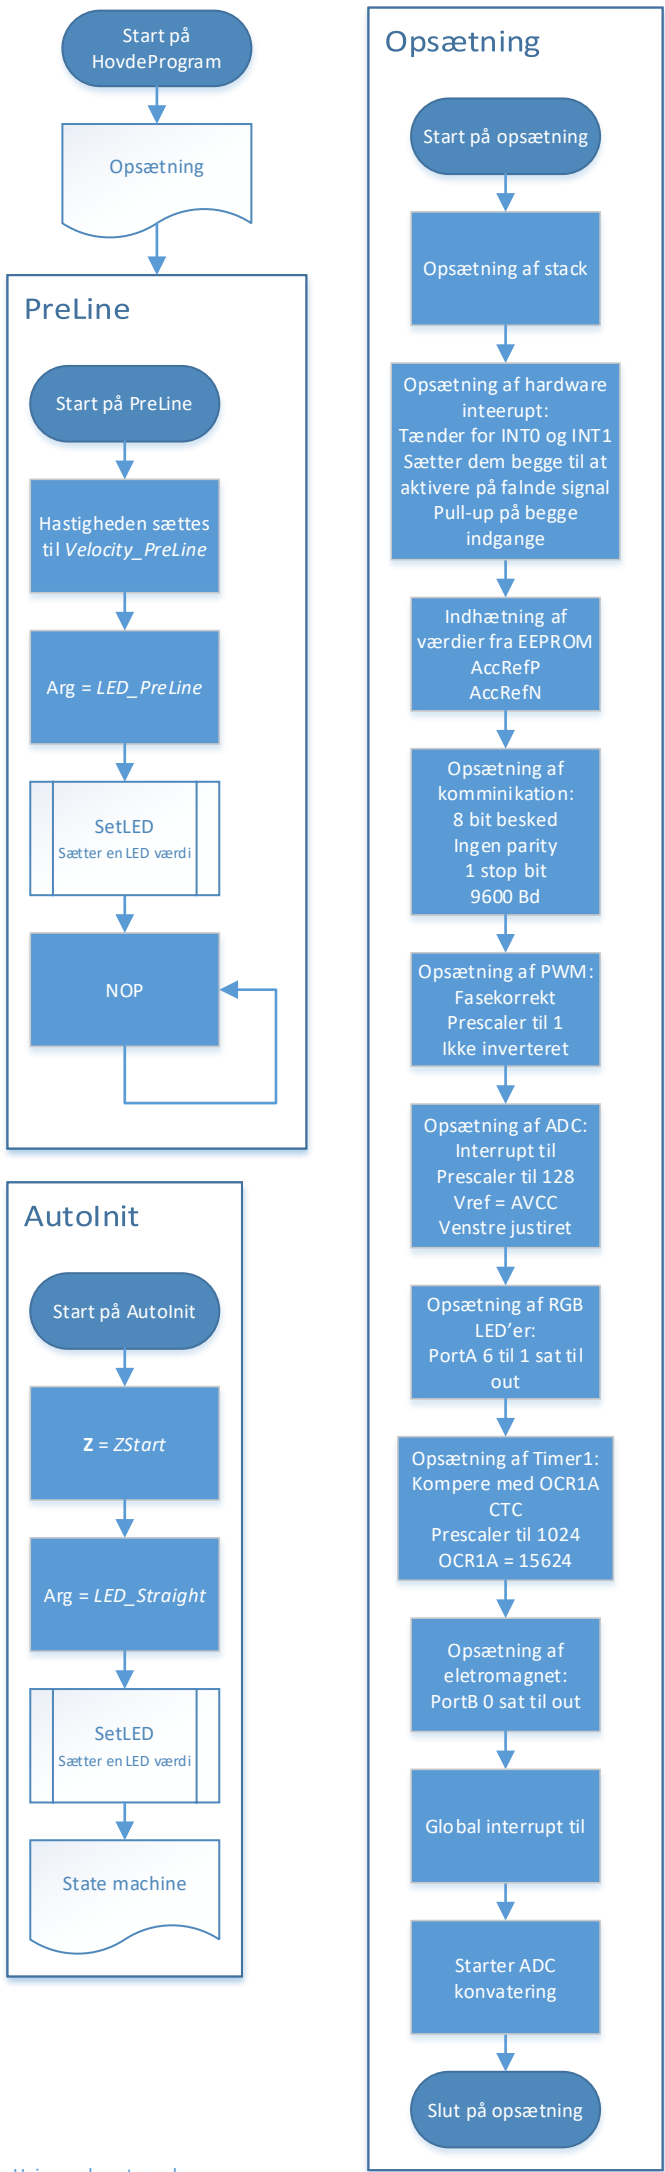 Start på
HovdeProgram
Opsætning
PreLine
Start på PreLine
Hastigheden sættes
til Velocity_PreLine
Arg = LED_PreLine
SetLED
Sætter en LED værdi
NOP
AutoInit
Start på AutoInit
Z = ZStart
Arg = LED_Straight
SetLED
Sætter en LED værdi
State machine
Opsætning
Start på opsætning
Opsætning af stack
Opsætning af hardware
inteerupt:
Tænder for INT0 og INT1
Sætter dem begge til at
aktivere på falnde signal
Pull-up på begge
indgange
Indhætning af
værdier fra EEPROM
AccRefP
AccRefN
Opsætning af
komminikation:
8 bit besked
Ingen parity
1 stop bit
9600 Bd
Opsætning af PWM:
Fasekorrekt
Prescaler til 1
Ikke inverteret
Opsætning af ADC:
Interrupt til
Prescaler til 128
Vref = AVCC
Venstre justiret
Opsætning af RGB
LED’er:
PortA 6 til 1 sat til
out
Opsætning af Timer1:
Kompere med OCR1A
CTC
Prescaler til 1024
OCR1A = 15624
Opsætning af
eletromagnet:
PortB 0 sat til out
Global interrupt til
Starter ADC
konvatering
Slut på opsætning